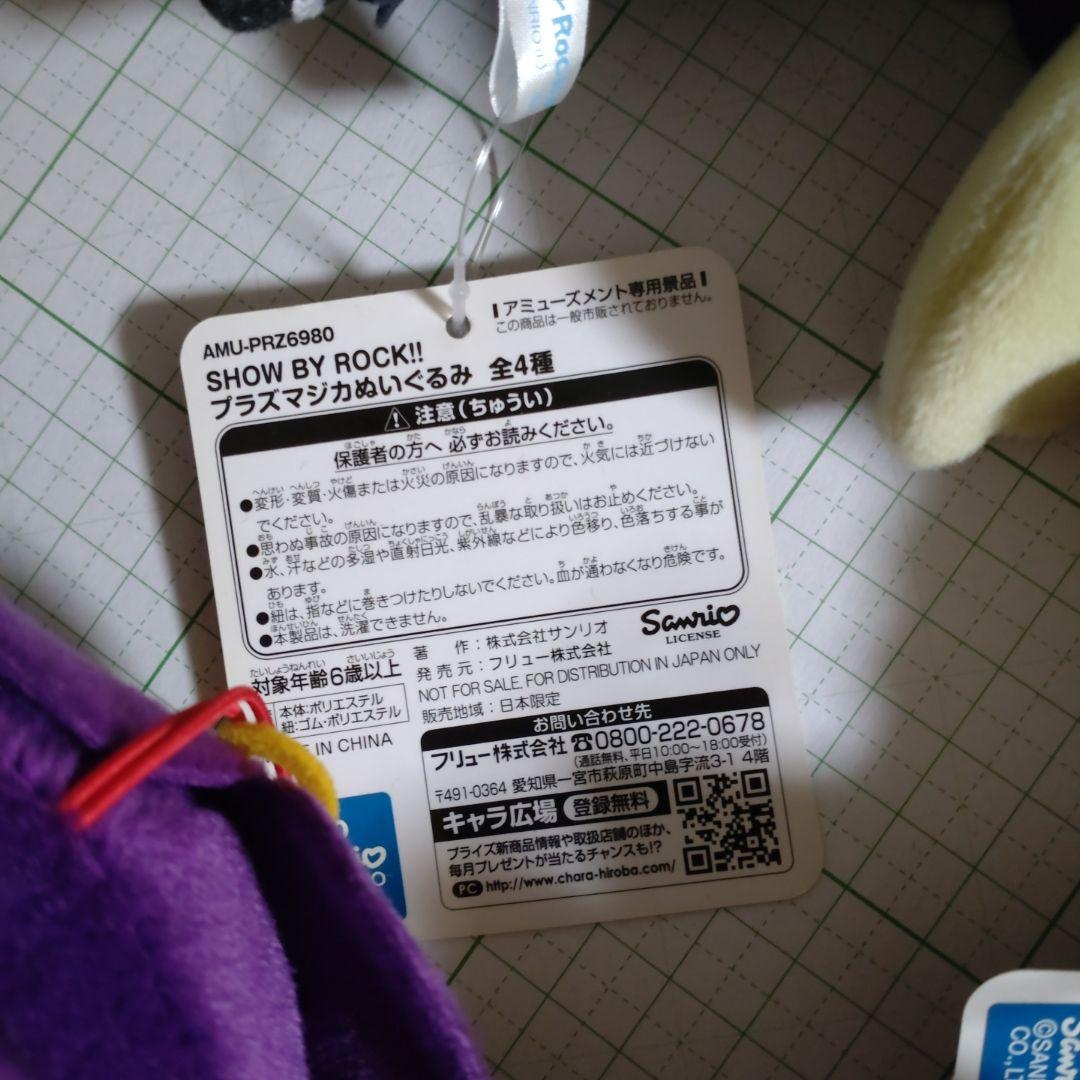 Roc
NRIO(L)
AMU-PRZ6980
❙アミューズメント専用景品❙
この商品は一般市販されておりません。
SHOW BY ROCK!!
プラズマジカぬいぐるみ 全4種
⚠注意(ちゅうい)
保護者の方へ 必ずお読みください。
●変形・変質・火傷または火災の原因になりますので、火気には近づけない
でください。
●思わぬ事故の原因になりますので、乱暴な取り扱いはお止めください。
●水、汗などの多湿や直射日光、紫外線などにより色移り、色落ちする事が
あります。
●紐は、指などに巻きつけたりしないでください。血が通わなくなり危険です。
●本製品は、洗濯できません。
対象年齢6歳以上
本体:ポリエステル
紐:ゴム・ポリエステル
IN CHINA
著 作:株式会社サンリオ
発売元:フリュー株式会社
Sanrio
LICENSE
NOT FOR SALE, FOR DISTRIBUTION IN JAPAN ONLY
販売地域:日本限定
お問い合わせ先
フリュー株式会社 ☎0800-222-0678
(通話無料、平日10:00~18:00受付)
〒491-0364 愛知県一宮市萩原町中島字流3-1 4階
キャラ広場 登録無料
プライズ新商品情報や取扱店舗のほか、
毎月プレゼントが当たるチャンスも!?
PC http://www.chara-hiroba.com/
©SAN
CO.,L